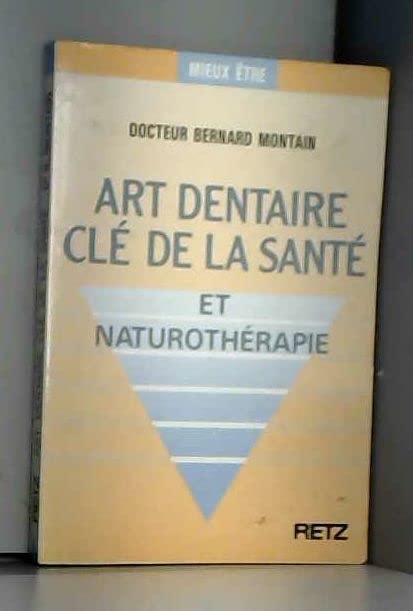 MIEUX ÊTRE
DOCTEUR BERNARD MONTAIN
ART DENTAIRE
CLÉ DE LA SANTÉ
ET
NATUROTHÉRAPIE
RETZ